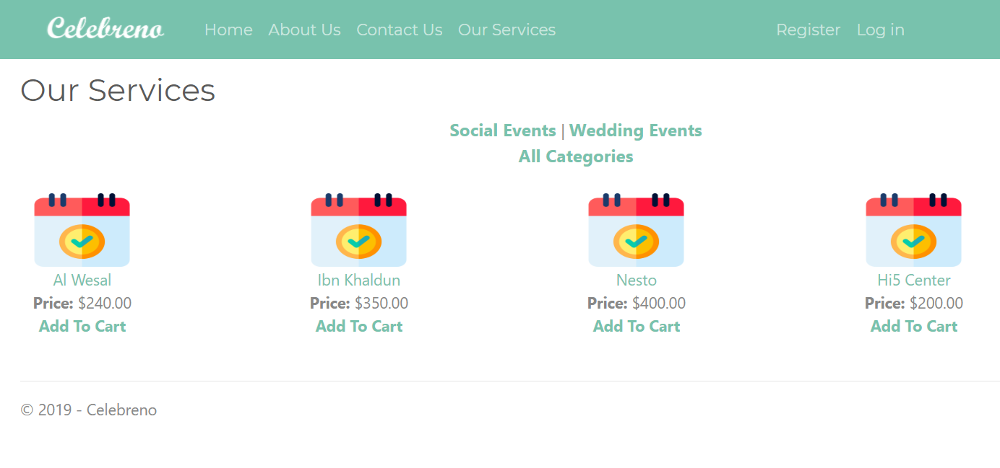 Celebreno Home About Us Contact Us Our Services Register Log in
Our Services
Social Events | Wedding Events
All Categories
Al Wesal Ibn Khaldun Nesto Hi5 Center
Price: $240.00 Price: $350.00 Price: $400.00 Price: $200.00
Add To Cart Add To Cart Add To Cart Add To Cart
© 2019 - Celebreno